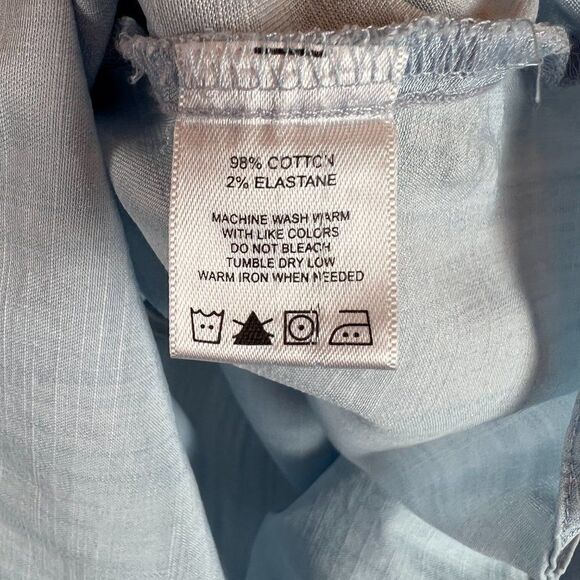 98% COTTON
2% ELASTANE
MACHINE WASH WARM
WITH LIKE COLORS
DO NOT BLEACH
TUMBLE DRY LOW
WARM IRON WHEN NEEDED